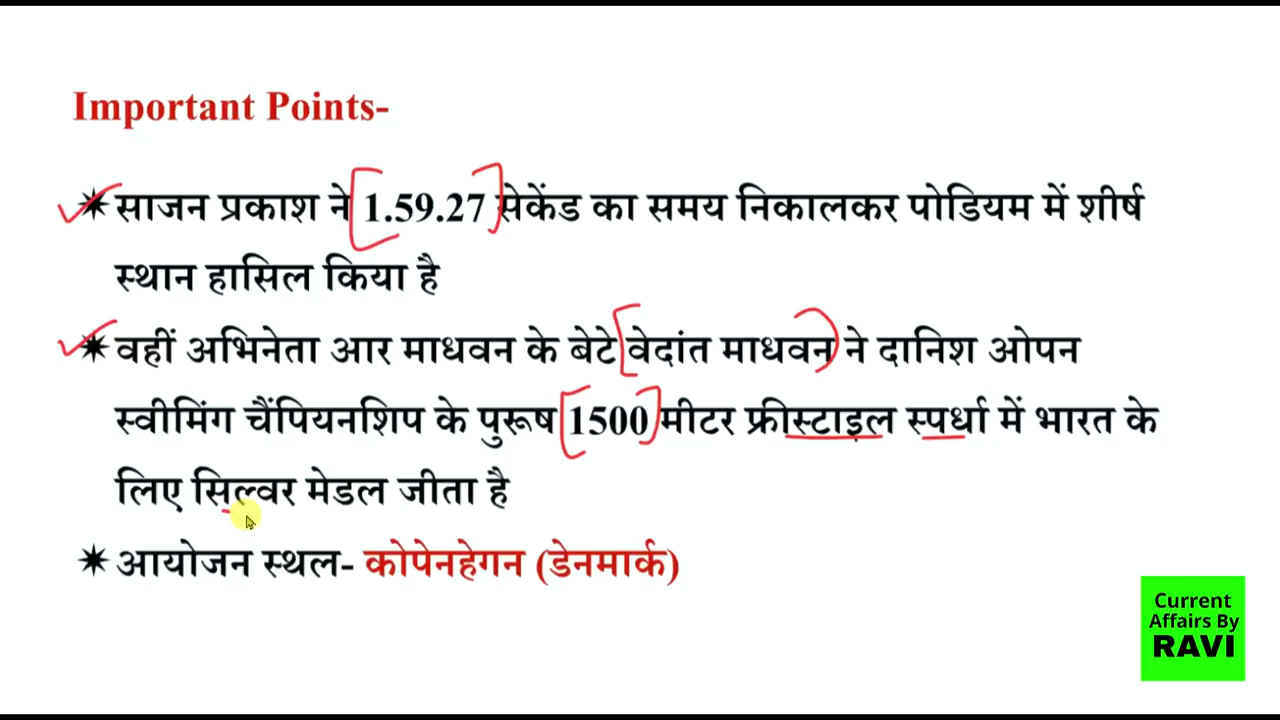 Important Points-
✷ साजन प्रकाश ने 1.59.27 सेकेंड का समय निकालकर पोडियम में शीर्ष
स्थान हासिल किया है
✷ वहीं अभिनेता आर माधवन के बेटे वेदांत माधवन ने दानिश ओपन
स्वीमिंग चैंपियनशिप के पुरूष 1500 मीटर फ्रीस्टाइल स्पर्धा में भारत के
लिए सिल्वर मेडल जीता है
✷ आयोजन स्थल- कोपेनहेगन (डेनमार्क)
Current
Affairs By
RAVI